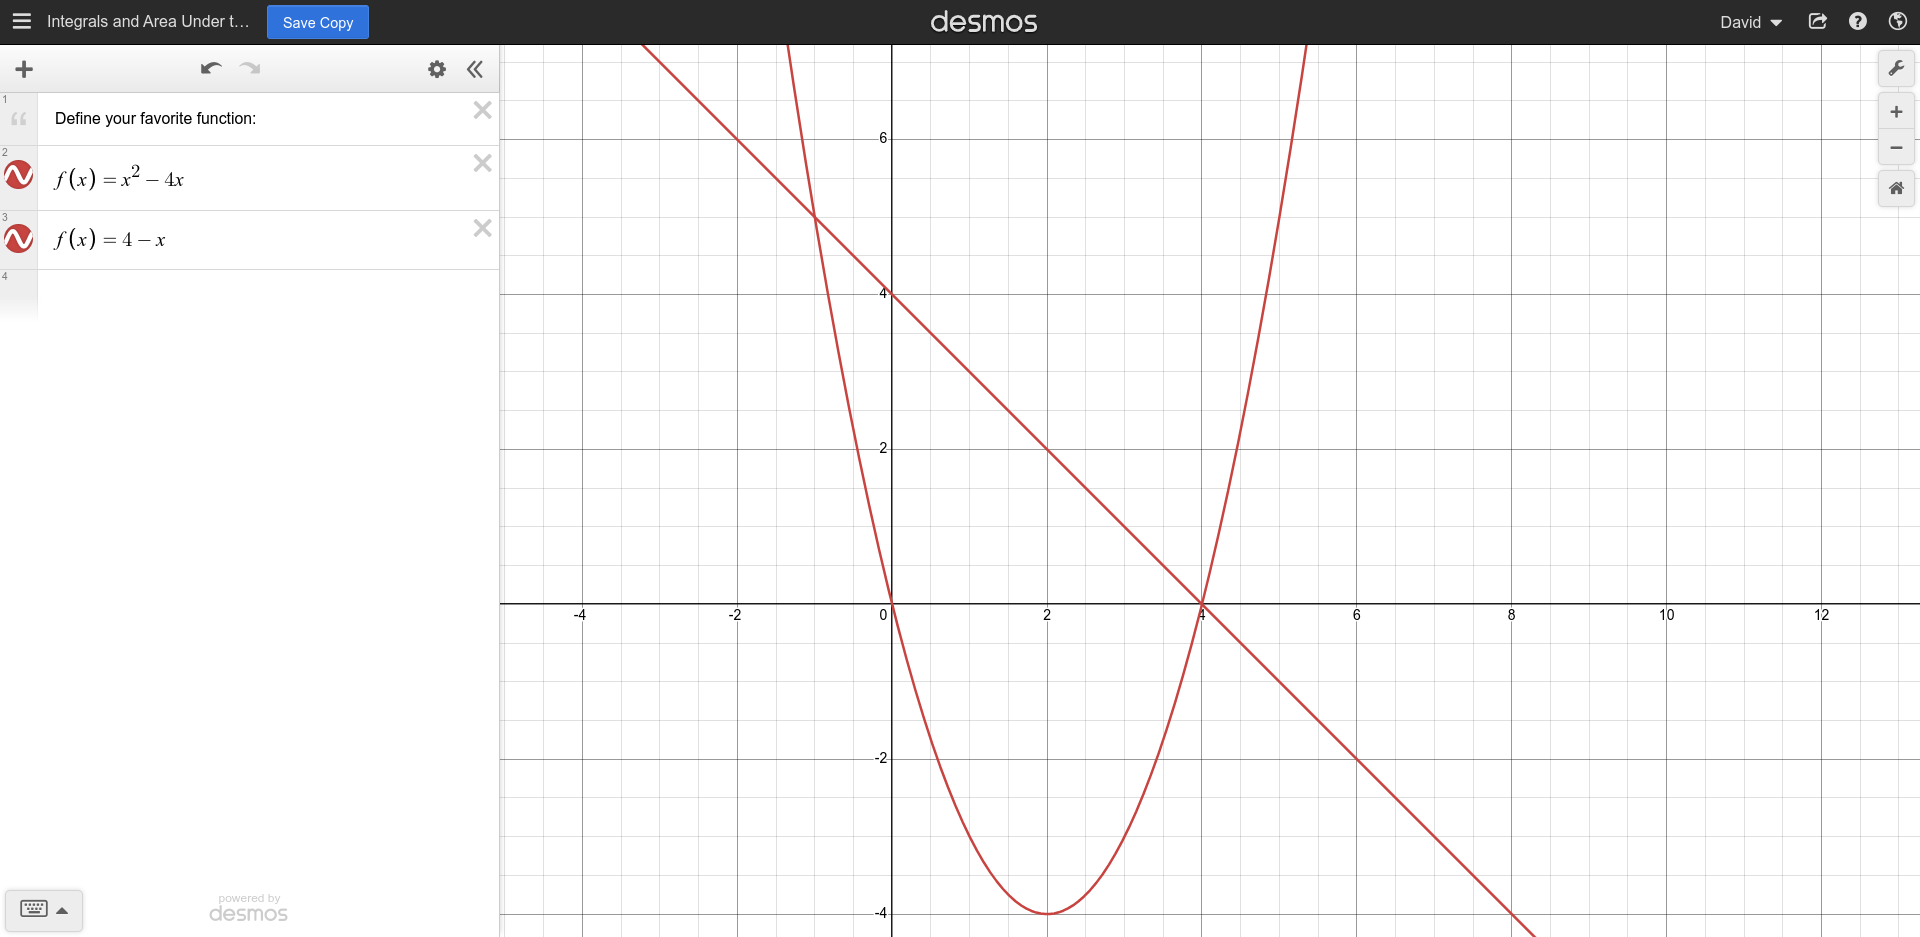 Integrals and Area Under t...
Save Copy
desmos
David
1
Define your favorite function:
2
f(x) = x² − 4x
3
f(x) = 4 − x
4
powered by
desmos
6
4
2
-4
-2
0
2
4
6
8
10
12
-2
-4